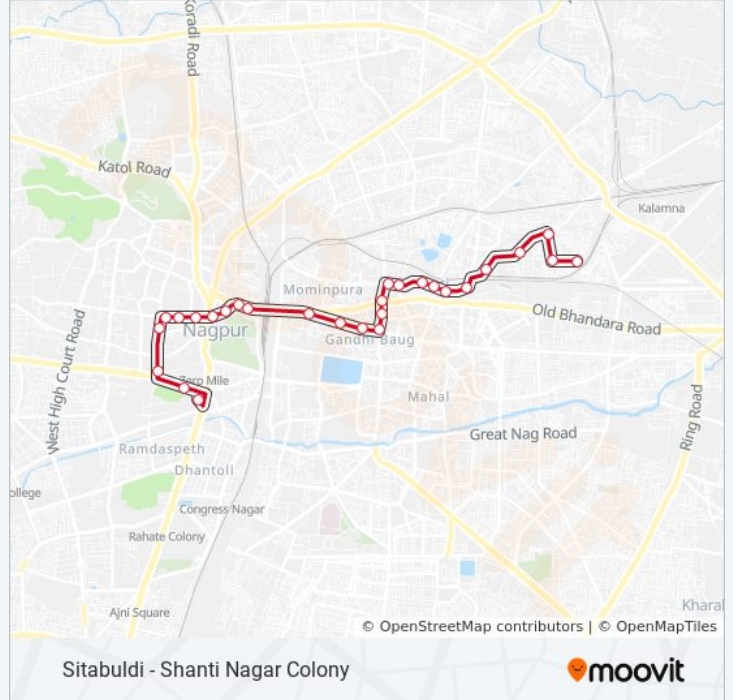 Koradi Road
Katol Road
Kalamna
Mominpura
Old Bhandara Road
Nagpur
Gandhi Baug
West High Court Road
Zero Mile
Mahal
Ring Road
Great Nag Road
Ramdaspeth
Dhantoli
ollege
Congress Nagar
Rahate Colony
Ajni Square
Kharal
© OpenStreetMap contributors | © OpenMapTiles
Sitabuldi - Shanti Nagar Colony
moovit